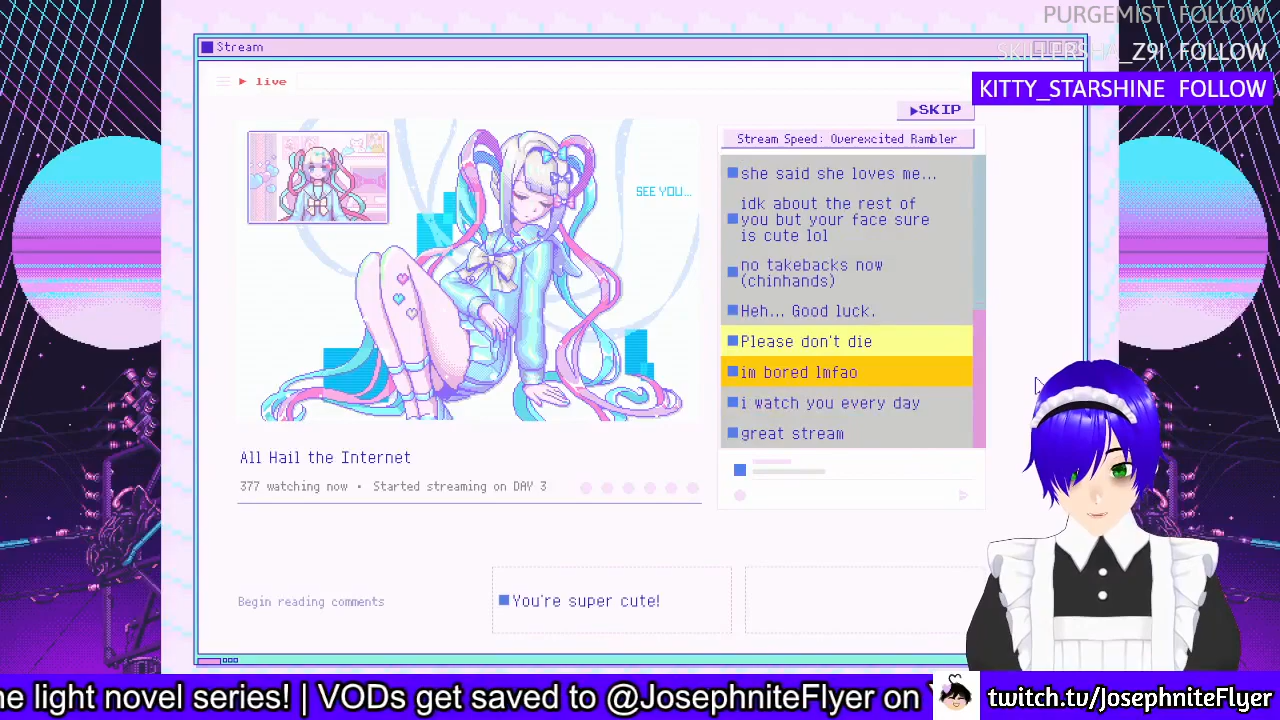 PURGEMIST FOLLOW
FOLLOW
KITTY_STARSHINE FOLLOW
Stream
live
SKIP
Stream Speed: Overexcited Rambler
she said she loves me...
idk about the rest of
you but your face sure
is cute lol
no takebacks now
(chinhands)
Heh... Good luck.
Please don't die
im bored lmfao
i watch you every day
great stream
SEE YOU...
All Hail the Internet
377 watching now • Started streaming on DAY 3
Begin reading comments
You're super cute!
light novel series! | VODs get saved to @JosephniteFlyer on
twitch.tv/JosephniteFlyer